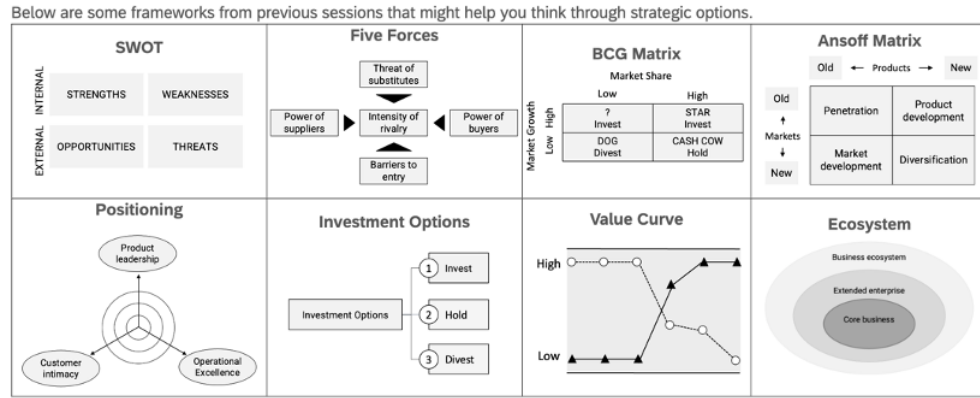 Below are some frameworks from previous sessions that might help you think through strategic options.
SWOT
INTERNAL
EXTERNAL
STRENGTHS
WEAKNESSES
OPPORTUNITIES
THREATS
Five Forces
Threat of
substitutes
Power of
suppliers
Intensity of
rivalry
Power of
buyers
Barriers to
entry
BCG Matrix
Market Share
Low
High
Market Growth
High
Low
?
Invest
STAR
Invest
DOG
Divest
CASH COW
Hold
Ansoff Matrix
Old
← Products →
New
Old
Markets
New
Penetration
Product
development
Market
development
Diversification
Positioning
Product
leadership
Customer
intimacy
Operational
Excellence
Investment Options
Investment Options
1 Invest
2 Hold
3 Divest
Value Curve
High
Low
Ecosystem
Business ecosystem
Extended enterprise
Core business